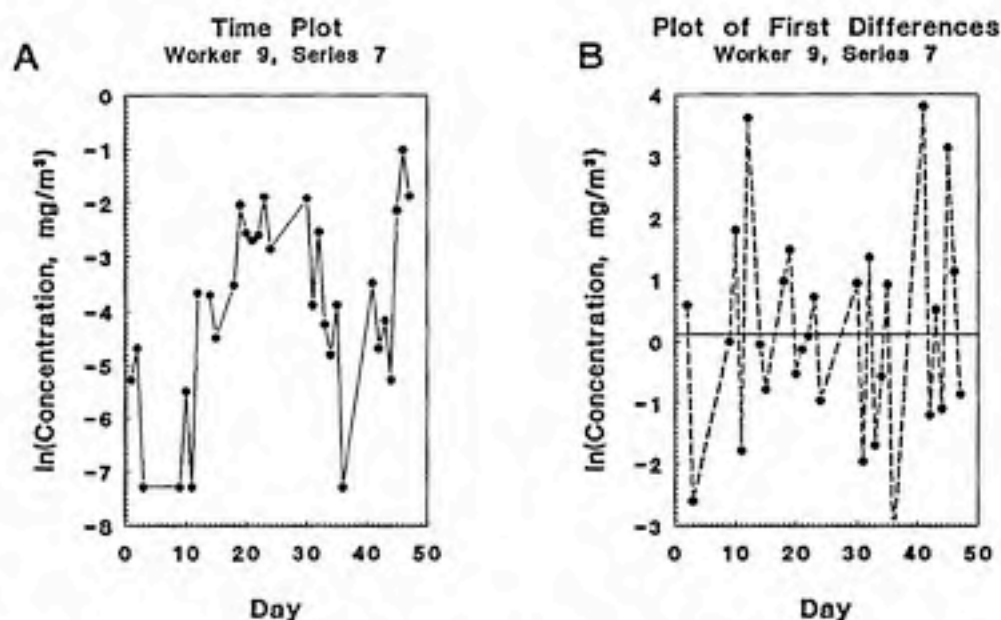 A
Time Plot
Worker 9, Series 7
ln(Concentration, mg/m³)
0
−1
−2
−3
−4
−5
−6
−7
−8
0 10 20 30 40 50
Day
B
Plot of First Differences
Worker 9, Series 7
ln(Concentration, mg/m³)
4
3
2
1
0
−1
−2
−3
0 10 20 30 40 50
Day